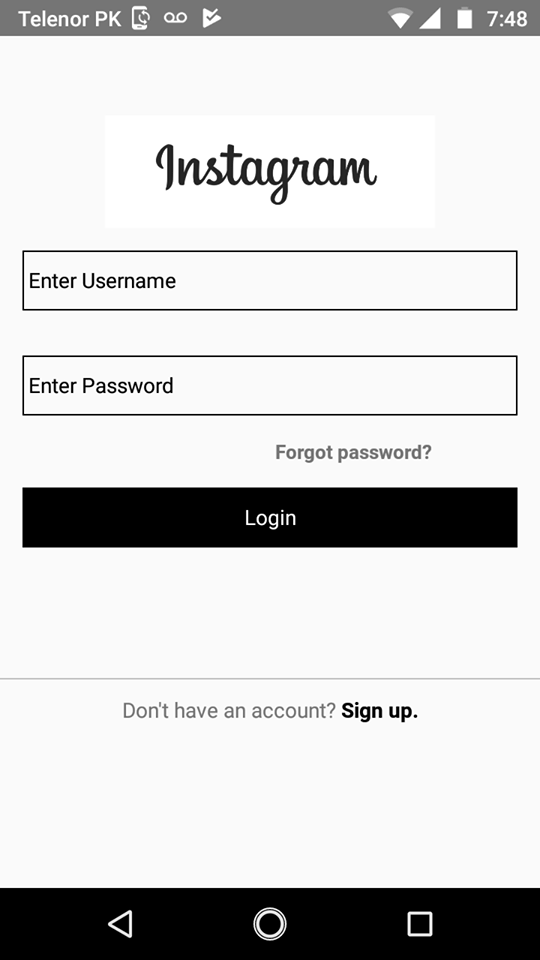 Telenor PK 7:48
Instagram
Enter Username
Enter Password
Forgot password?
Login
Don't have an account? Sign up.